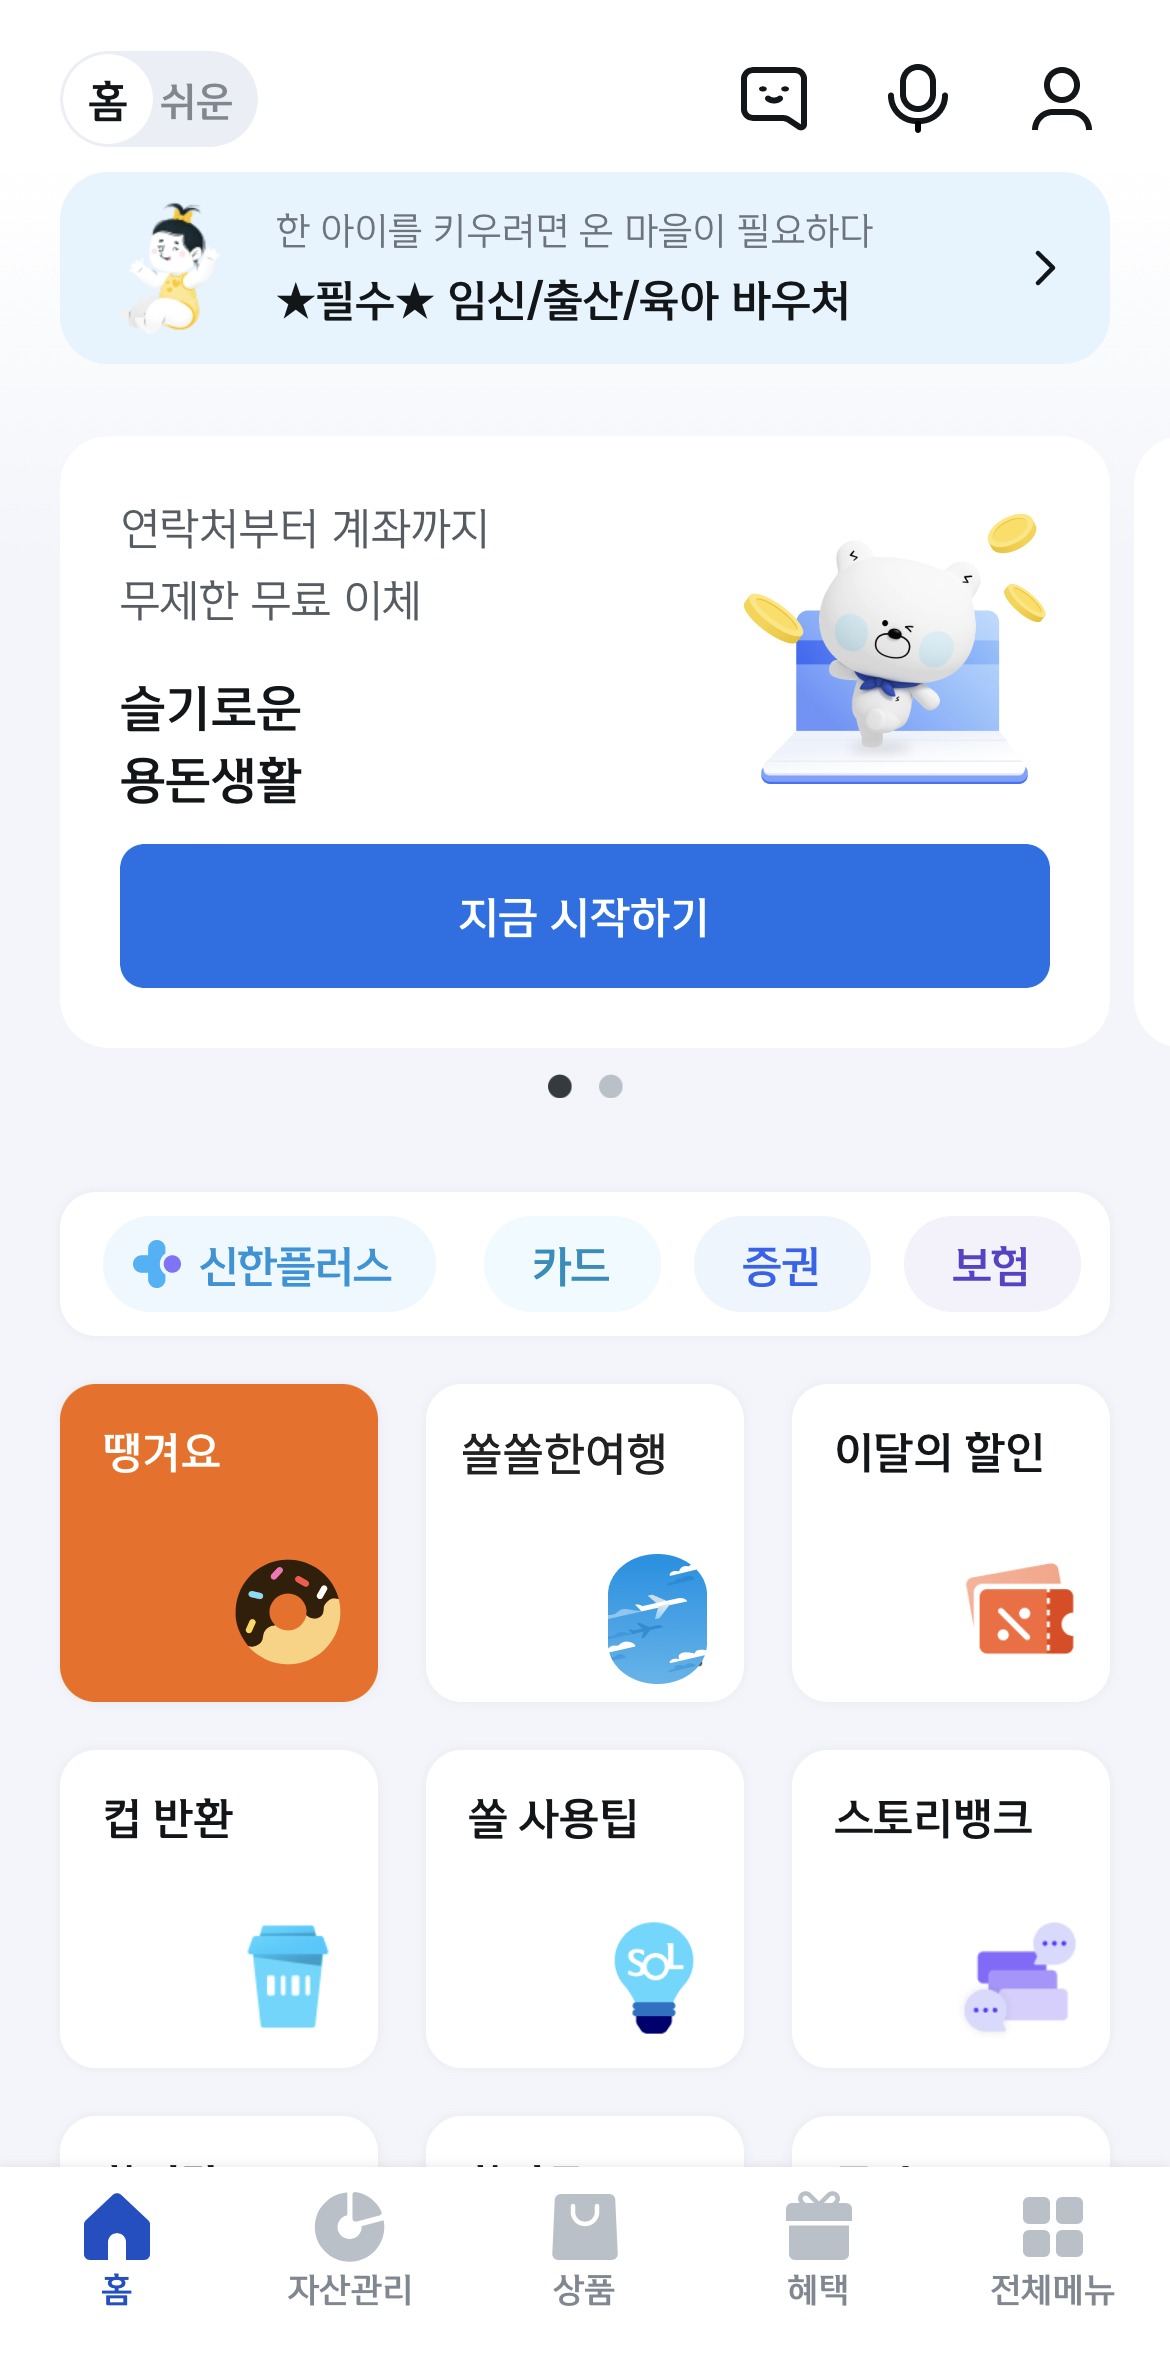 홈 쉬운
한 아이를 키우려면 온 마을이 필요하다
★필수★ 임신/출산/육아 바우처
연락처부터 계좌까지
무제한 무료 이체
슬기로운
용돈생활
지금 시작하기
신한플러스 카드 증권 보험
땡겨요 쏠쏠한여행 이달의 할인
컵 반환 쏠 사용팁 스토리뱅크
SOL
홈 자산관리 상품 혜택 전체메뉴